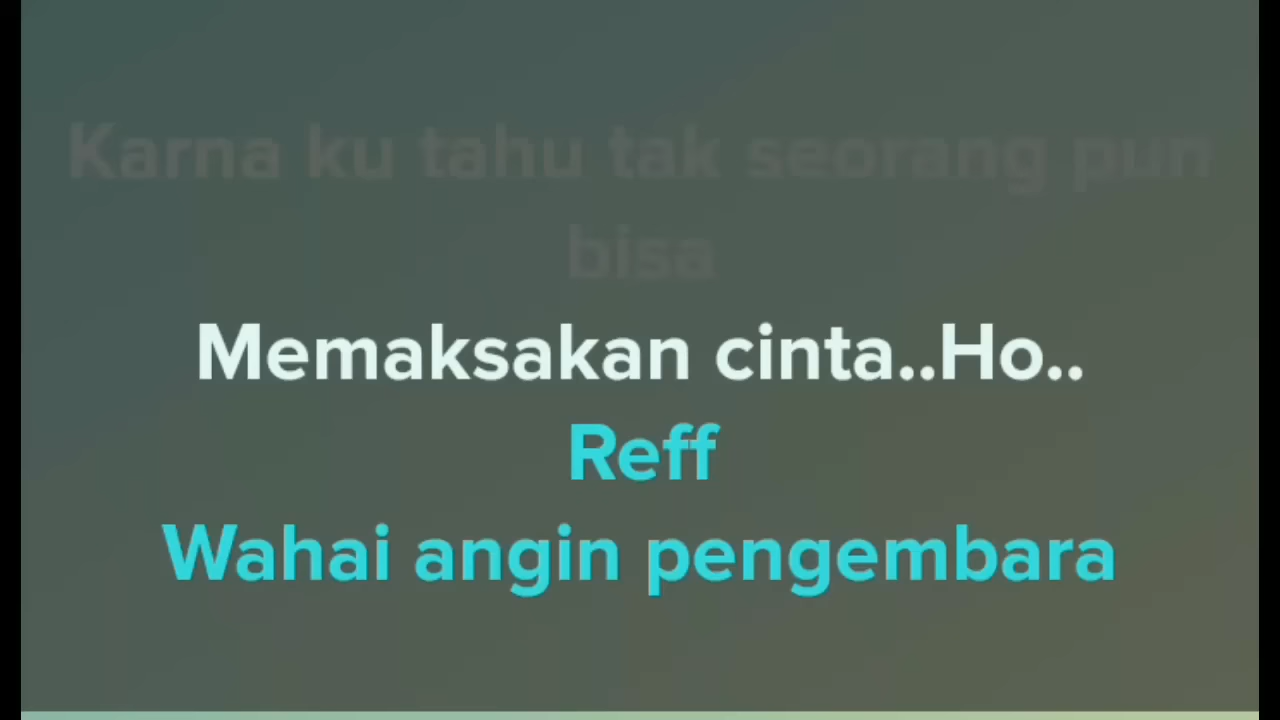 Karna ku tahu tak seorang pun
bisa
Memaksakan cinta..Ho..
Reff
Wahai angin pengembara